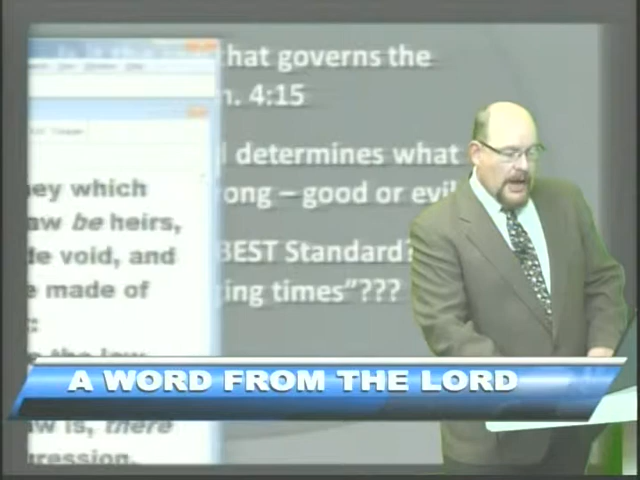 hat governs the
4:15
determines what
ong – good or evil
BEST Standard?
ing times"???
ey which
aw be heirs,
de void, and
e made of
A WORD FROM THE LORD
w is, there
ression.